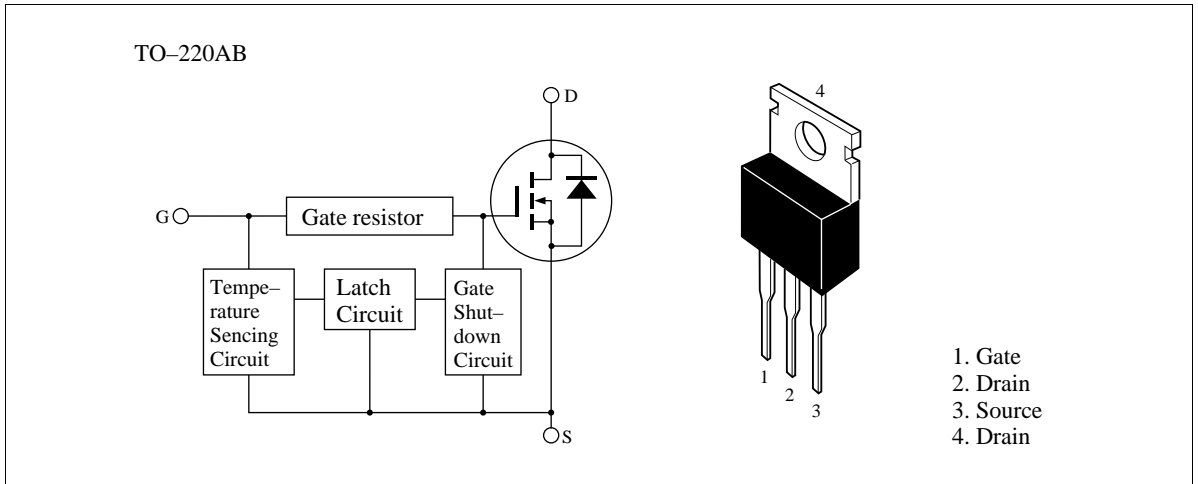 TO–220AB
D
G
Gate resistor
Tempe–
rature
Sencing
Circuit
Latch
Circuit
Gate
Shut–
down
Circuit
S
4
1
2
3
1. Gate
2. Drain
3. Source
4. Drain